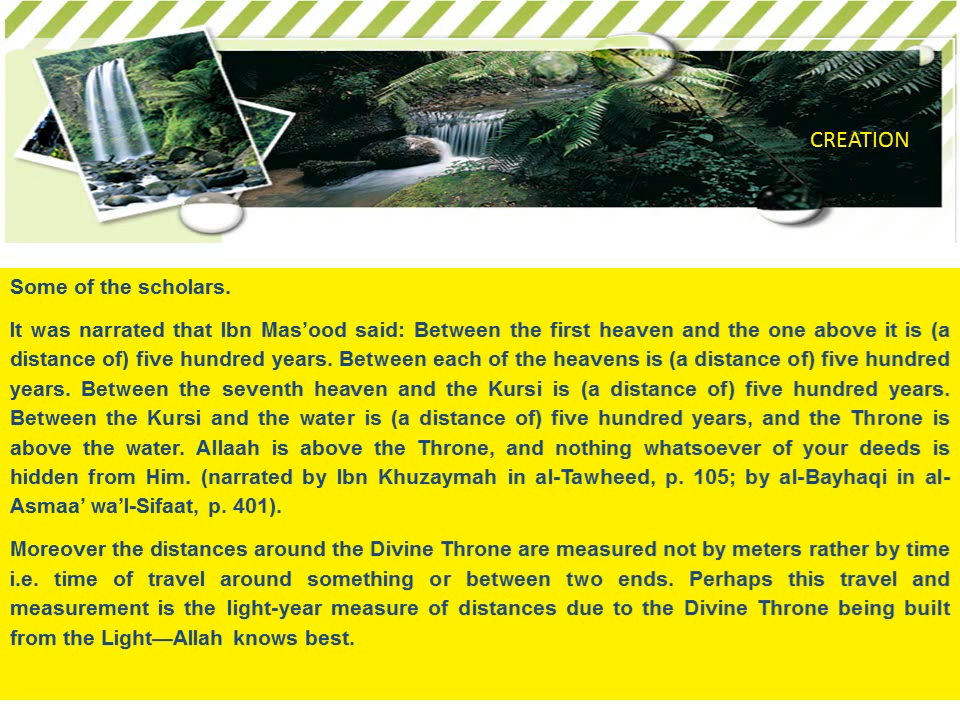 CREATION
Some of the scholars.
It was narrated that Ibn Mas’ood said: Between the first heaven and the one above it is (a
distance of) five hundred years. Between each of the heavens is (a distance of) five hundred
years. Between the seventh heaven and the Kursi is (a distance of) five hundred years.
Between the Kursi and the water is (a distance of) five hundred years, and the Throne is
above the water. Allaah is above the Throne, and nothing whatsoever of your deeds is
hidden from Him. (narrated by Ibn Khuzaymah in al-Tawheed, p. 105; by al-Bayhaqi in al-
Asmaa’ wa’l-Sifaat, p. 401).
Moreover the distances around the Divine Throne are measured not by meters rather by time
i.e. time of travel around something or between two ends. Perhaps this travel and
measurement is the light-year measure of distances due to the Divine Throne being built
from the Light—Allah knows best.